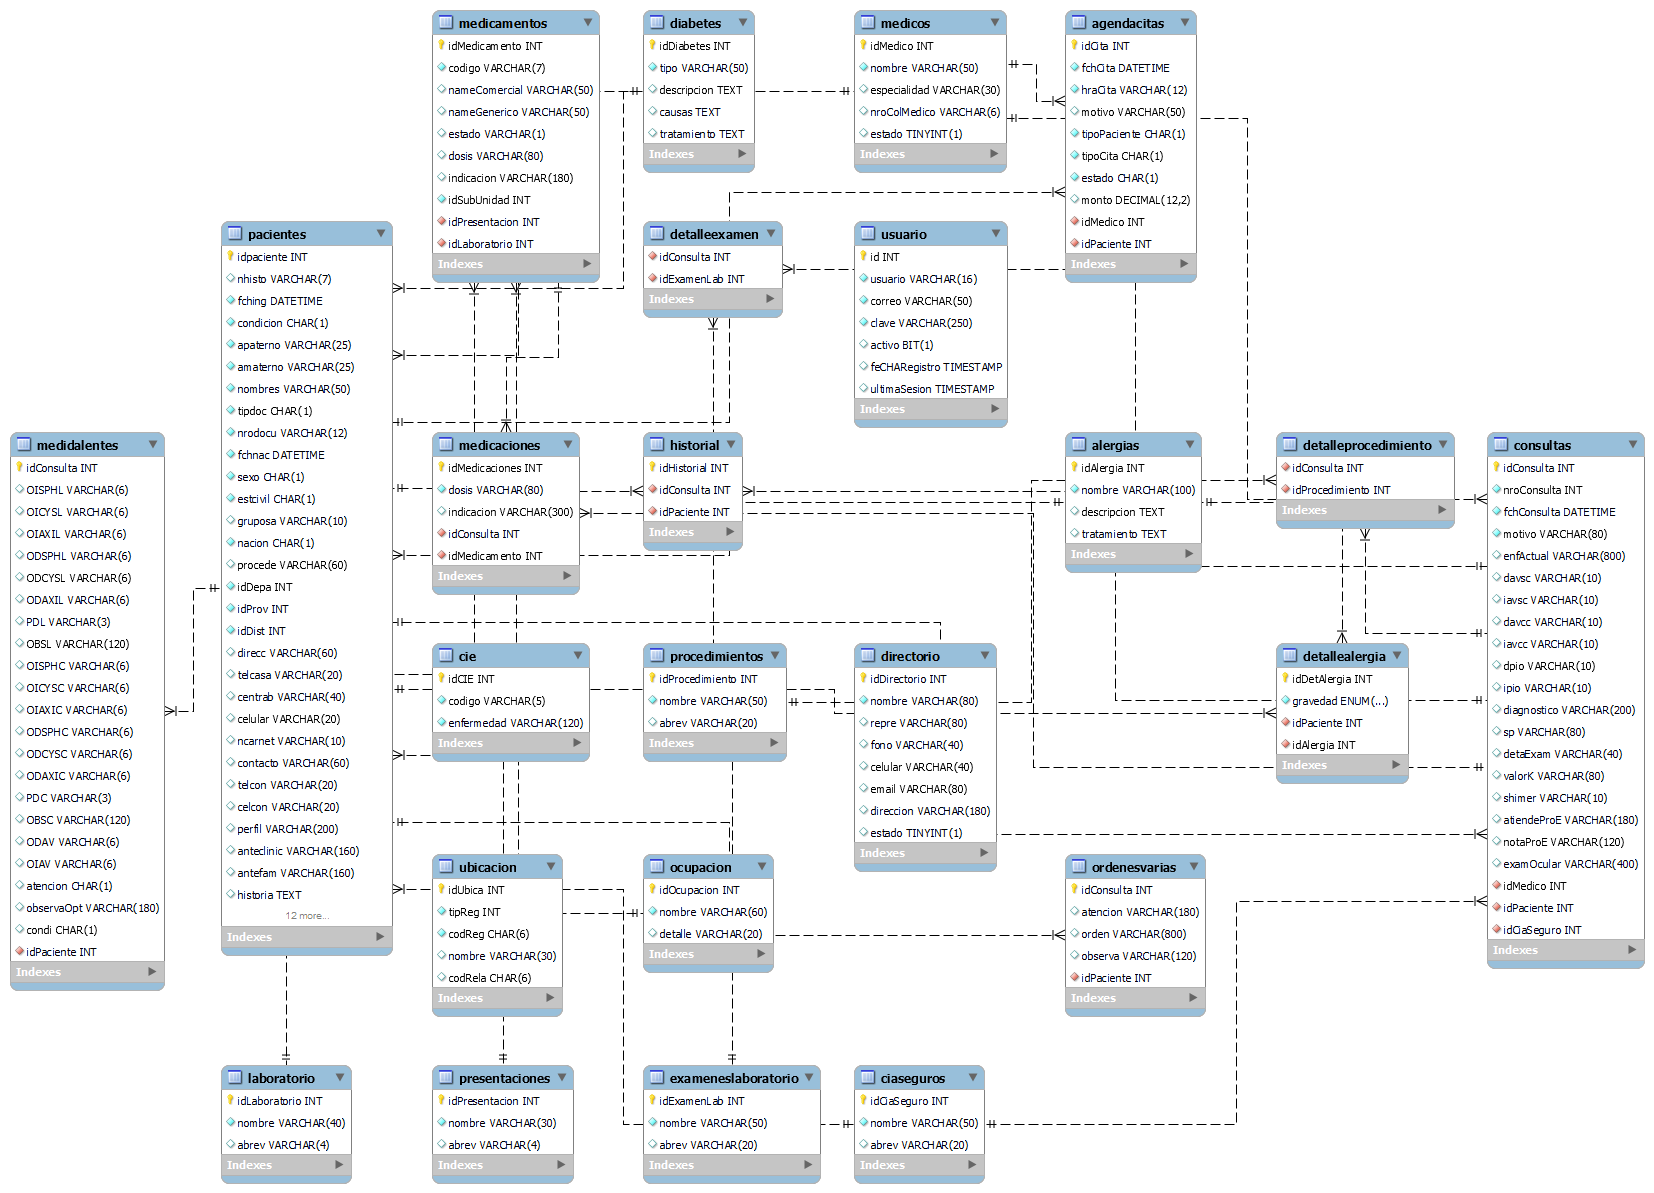 medicamentos
idMedicamento INT
codigo VARCHAR(7)
nameComercial VARCHAR(50)
nameGenerico VARCHAR(50)
estado VARCHAR(1)
dosis VARCHAR(80)
indicacion VARCHAR(180)
idSubUnidad INT
idPresentacion INT
idLaboratorio INT
Indexes
diabetes
idDiabetes INT
tipo VARCHAR(50)
descripcion TEXT
causas TEXT
tratamiento TEXT
Indexes
medicos
idMedico INT
nombre VARCHAR(50)
especialidad VARCHAR(30)
nroColMedico VARCHAR(6)
estado TINYINT(1)
Indexes
agendacitas
idCita INT
fchCita DATETIME
hraCita VARCHAR(12)
motivo VARCHAR(50)
tipoPaciente CHAR(1)
tipoCita CHAR(1)
estado CHAR(1)
monto DECIMAL(12,2)
idMedico INT
idPaciente INT
Indexes
pacientes
idpaciente INT
nhisto VARCHAR(7)
fching DATETIME
condicion CHAR(1)
apaterno VARCHAR(25)
amaterno VARCHAR(25)
nombres VARCHAR(50)
tipdoc CHAR(1)
nrodocu VARCHAR(12)
fchnac DATETIME
sexo CHAR(1)
estcivil CHAR(1)
gruposa VARCHAR(10)
nacion CHAR(1)
procede VARCHAR(60)
idDepa INT
idProv INT
idDist INT
direcc VARCHAR(60)
telcasa VARCHAR(20)
centrab VARCHAR(40)
celular VARCHAR(20)
ncarnet VARCHAR(10)
contacto VARCHAR(60)
telcon VARCHAR(20)
celcon VARCHAR(20)
perfil VARCHAR(200)
anteclinic VARCHAR(160)
antefam VARCHAR(160)
historia TEXT
12 more...
Indexes
detalleexamen
idConsulta INT
idExamenLab INT
Indexes
usuario
id INT
usuario VARCHAR(16)
correo VARCHAR(50)
clave VARCHAR(250)
activo BIT(1)
feCHARegistro TIMESTAMP
ultimaSesion TIMESTAMP
Indexes
medidalentes
idConsulta INT
OISPHL VARCHAR(6)
OICYSL VARCHAR(6)
OIAXIL VARCHAR(6)
ODSPHL VARCHAR(6)
ODCYSL VARCHAR(6)
ODAXIL VARCHAR(6)
PDL VARCHAR(3)
OBSL VARCHAR(120)
OISPHC VARCHAR(6)
OICYSC VARCHAR(6)
OIAXIC VARCHAR(6)
ODSPHC VARCHAR(6)
ODCYSC VARCHAR(6)
ODAXIC VARCHAR(6)
PDC VARCHAR(3)
OBSC VARCHAR(120)
ODAV VARCHAR(6)
OIAV VARCHAR(6)
atencion CHAR(1)
observaOpt VARCHAR(180)
condi CHAR(1)
idPaciente INT
Indexes
medicaciones
idMedicaciones INT
dosis VARCHAR(80)
indicacion VARCHAR(300)
idConsulta INT
idMedicamento INT
Indexes
historial
idHistorial INT
idConsulta INT
idPaciente INT
Indexes
alergias
idAlergia INT
nombre VARCHAR(100)
descripcion TEXT
tratamiento TEXT
Indexes
detalleprocedimiento
idConsulta INT
idProcedimiento INT
Indexes
consultas
idConsulta INT
nroConsulta INT
fchConsulta DATETIME
motivo VARCHAR(80)
enfActual VARCHAR(800)
davsc VARCHAR(10)
iavsc VARCHAR(10)
davcc VARCHAR(10)
iavcc VARCHAR(10)
dpio VARCHAR(10)
ipio VARCHAR(10)
diagnostico VARCHAR(200)
sp VARCHAR(80)
detaExam VARCHAR(40)
valorK VARCHAR(80)
shimer VARCHAR(10)
atiendeProE VARCHAR(180)
notaProE VARCHAR(120)
examOcular VARCHAR(400)
idMedico INT
idPaciente INT
idCiaSeguro INT
Indexes
cie
idCIE INT
codigo VARCHAR(5)
enfermedad VARCHAR(120)
Indexes
procedimientos
idProcedimiento INT
nombre VARCHAR(50)
abrev VARCHAR(20)
Indexes
directorio
idDirectorio INT
nombre VARCHAR(80)
repre VARCHAR(80)
fono VARCHAR(40)
celular VARCHAR(40)
email VARCHAR(80)
direccion VARCHAR(180)
estado TINYINT(1)
Indexes
detallealergia
idDetAlergia INT
gravedad ENUM(...)
idPaciente INT
idAlergia INT
Indexes
ubicacion
idUbica INT
tipReg INT
codReg CHAR(6)
nombre VARCHAR(30)
codRela CHAR(6)
Indexes
ocupacion
idOcupacion INT
nombre VARCHAR(60)
detalle VARCHAR(20)
Indexes
ordenesvarias
idConsulta INT
atencion VARCHAR(180)
orden VARCHAR(800)
observa VARCHAR(120)
idPaciente INT
Indexes
laboratorio
idLaboratorio INT
nombre VARCHAR(40)
abrev VARCHAR(4)
Indexes
presentaciones
idPresentacion INT
nombre VARCHAR(30)
abrev VARCHAR(4)
Indexes
exameneslaboratorio
idExamenLab INT
nombre VARCHAR(50)
abrev VARCHAR(20)
Indexes
ciaseguros
idCiaSeguro INT
nombre VARCHAR(50)
abrev VARCHAR(20)
Indexes